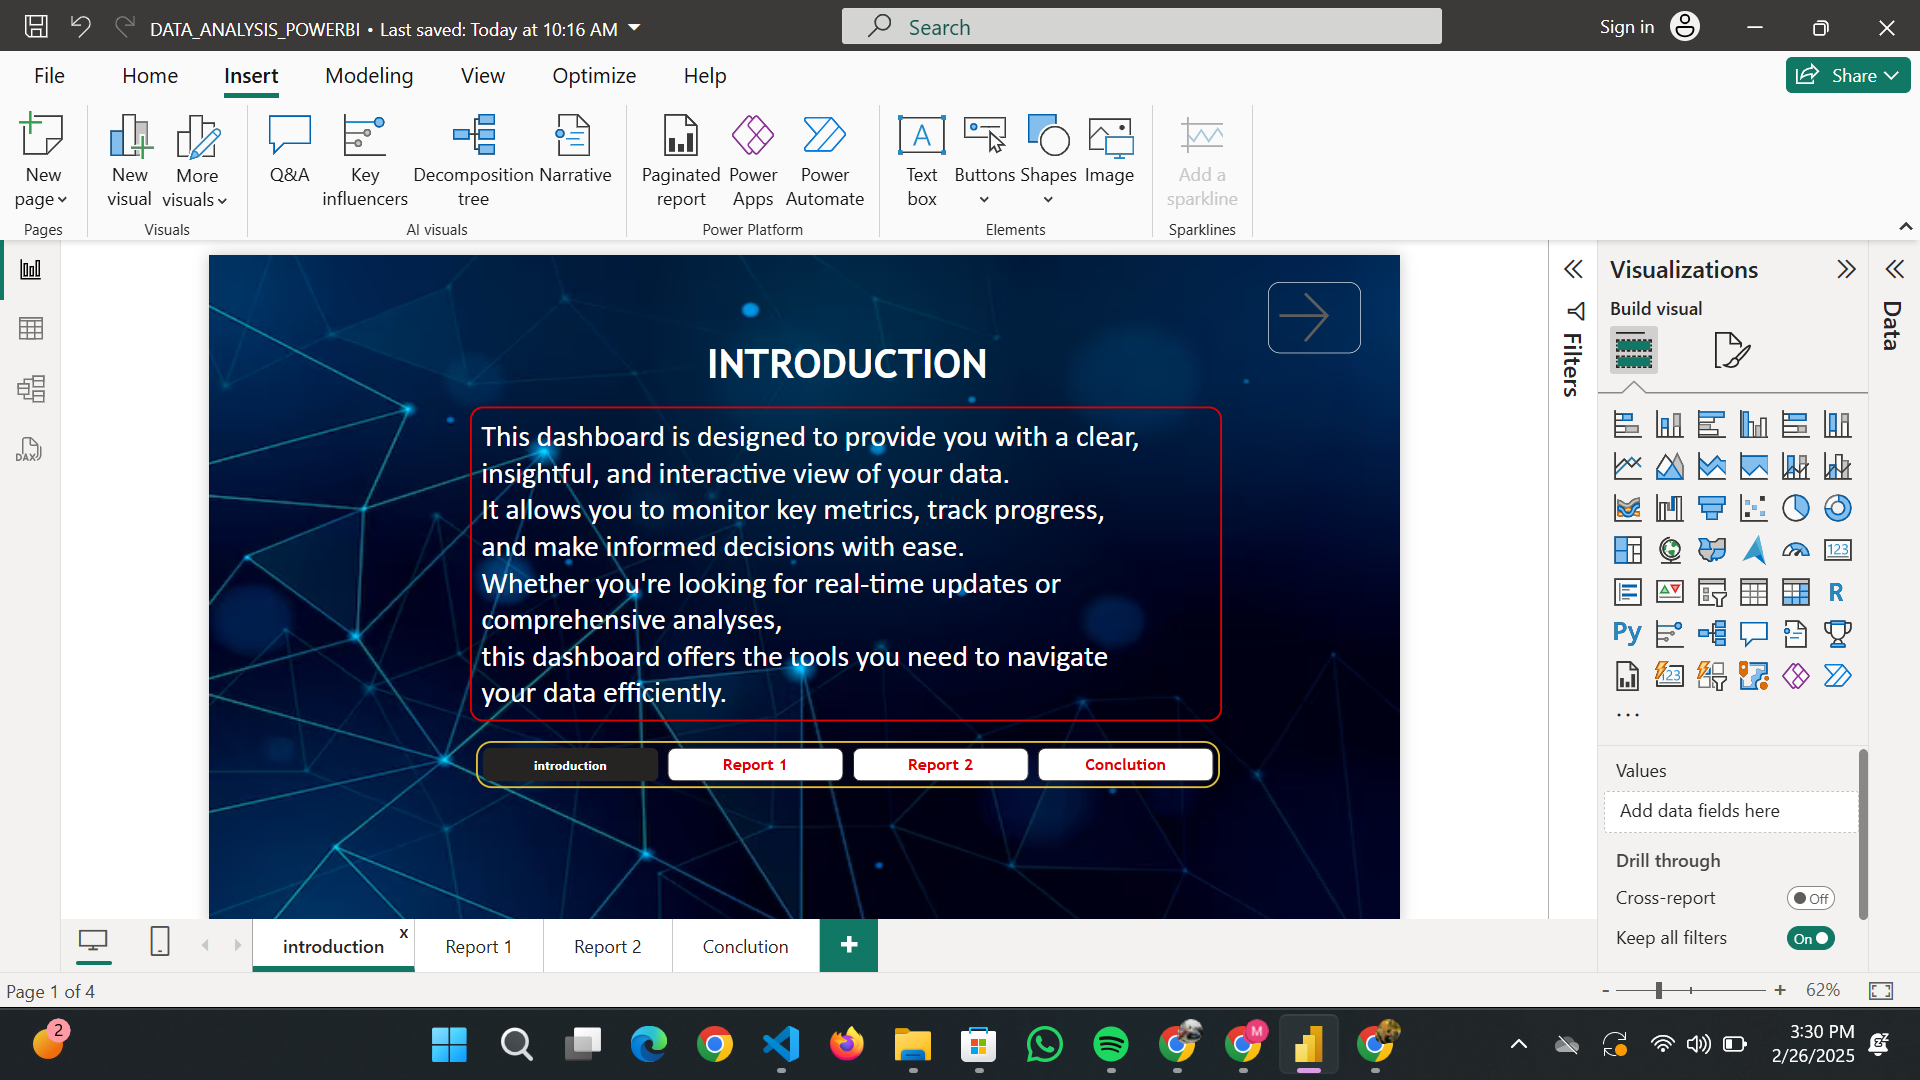 DATA_ANALYSIS_POWERBI • Last saved: Today at 10:16 AM
Search
Sign in
File Home Insert Modeling View Optimize Help
Share
New page
New visual
More visuals
Q&A
Key influencers
Decomposition tree
Narrative
Paginated report
Power Apps
Power Automate
Text box
Buttons
Shapes
Image
Add a sparkline
Pages
Visuals
AI visuals
Power Platform
Elements
Sparklines
DAX
INTRODUCTION
This dashboard is designed to provide you with a clear,
insightful, and interactive view of your data.
It allows you to monitor key metrics, track progress,
and make informed decisions with ease.
Whether you're looking for real-time updates or
comprehensive analyses,
this dashboard offers the tools you need to navigate
your data efficiently.
introduction Report 1 Report 2 Conclution
Filters
Visualizations
Build visual
123
R
Py
123
Values
Add data fields here
Drill through
Cross-report Off
Keep all filters On
Data
introduction x Report 1 Report 2 Conclution +
Page 1 of 4
- + 62%
2
M
3:30 PM
2/26/2025